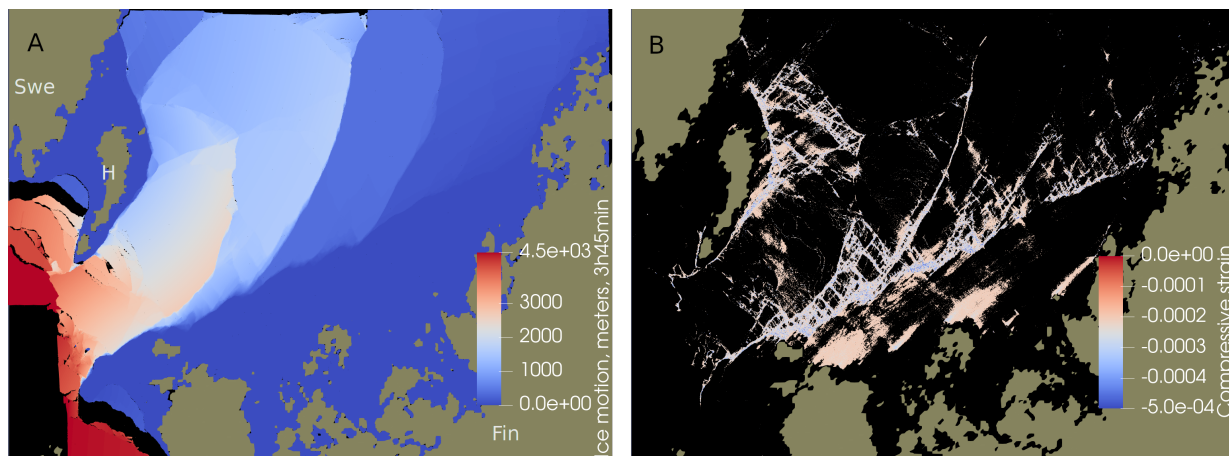 A
Swe
H
Fin
Ice motion, meters, 3h45min
4.5e+03
3000
2000
1000
0.0e+00
B
Compressive strain
0.0e+00
-0.0001
-0.0002
-0.0003
-0.0004
-5.0e-04